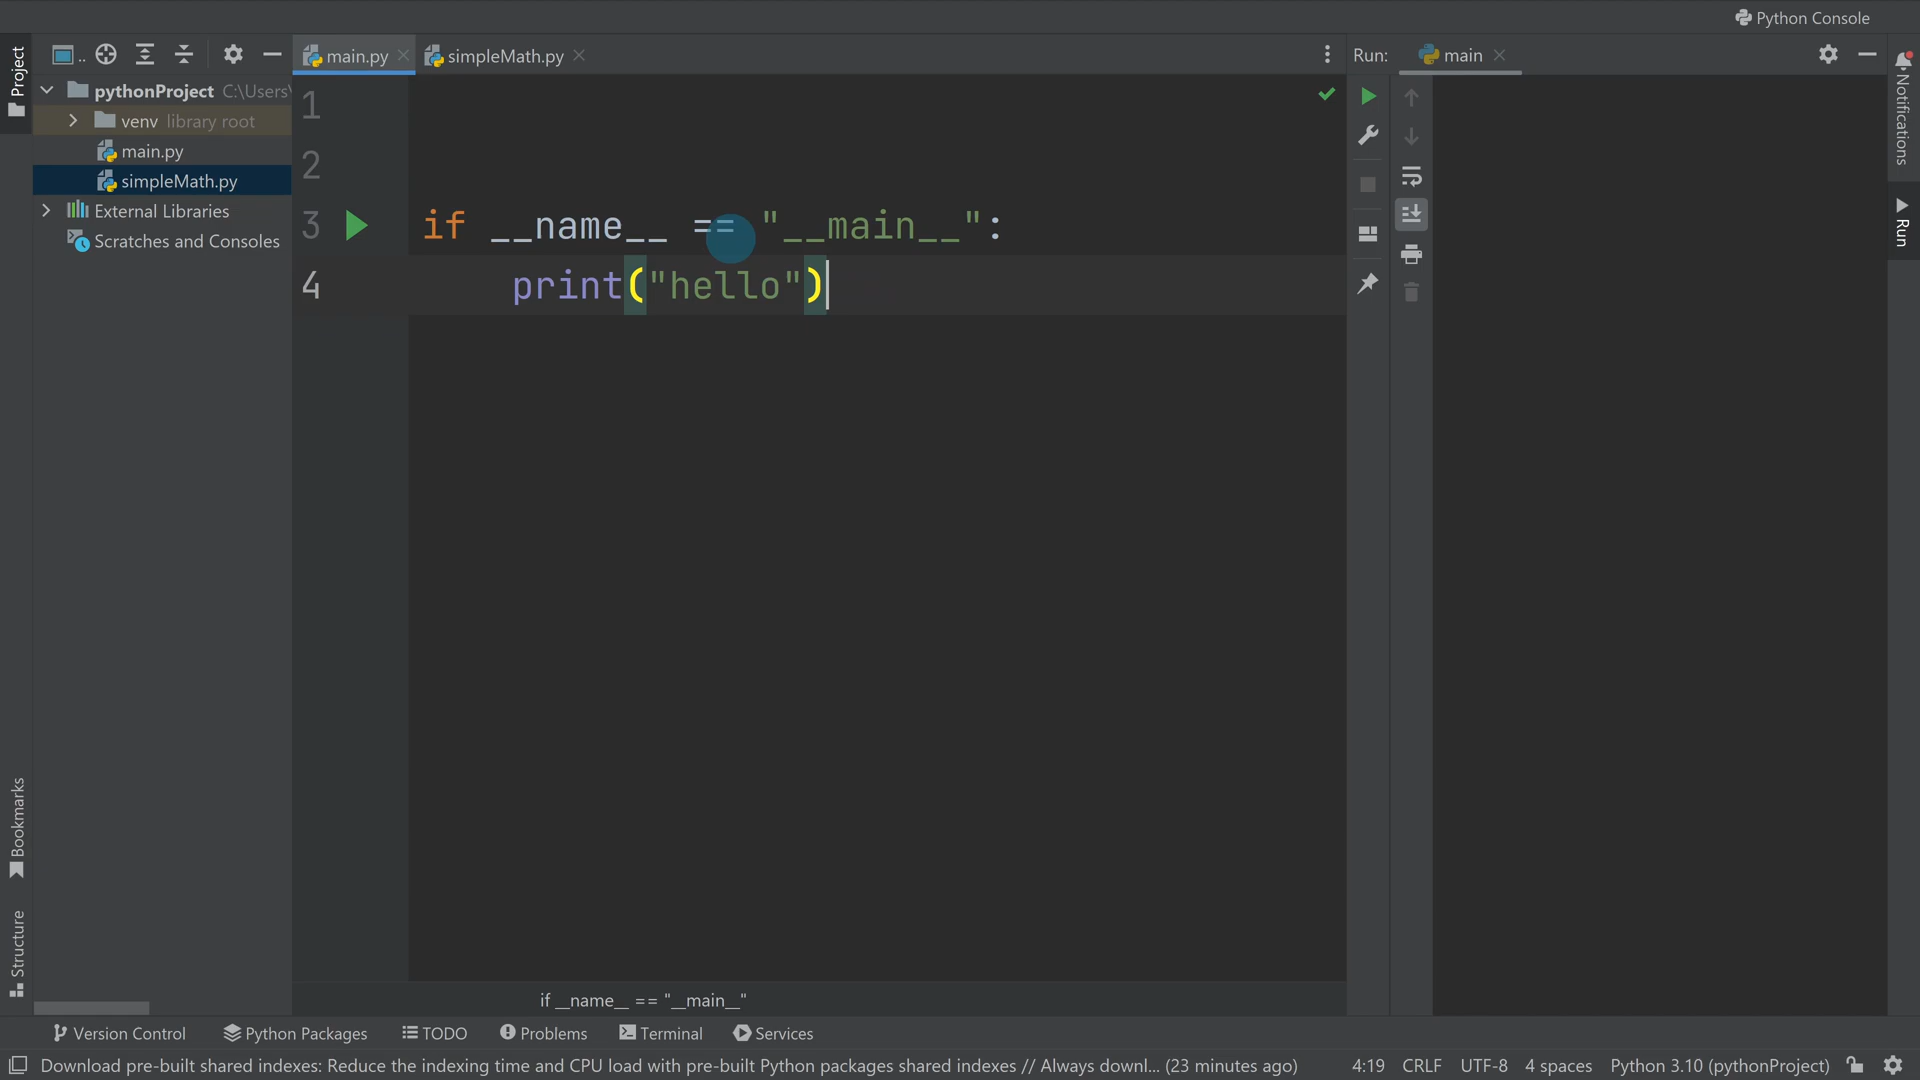 Python Console
Project
main.py
simpleMath.py
Run:
main
Notifications
Run
pythonProject C:\Users\
venv library root
main.py
simpleMath.py
External Libraries
Scratches and Consoles
1
2
3 if __name__ == "__main__":
4 print("hello")
Bookmarks
Structure
if __name__ == "__main__"
Version Control
Python Packages
TODO
Problems
Terminal
Services
Download pre-built shared indexes: Reduce the indexing time and CPU load with pre-built Python packages shared indexes // Always downl... (23 minutes ago)
4:19
CRLF
UTF-8
4 spaces
Python 3.10 (pythonProject)